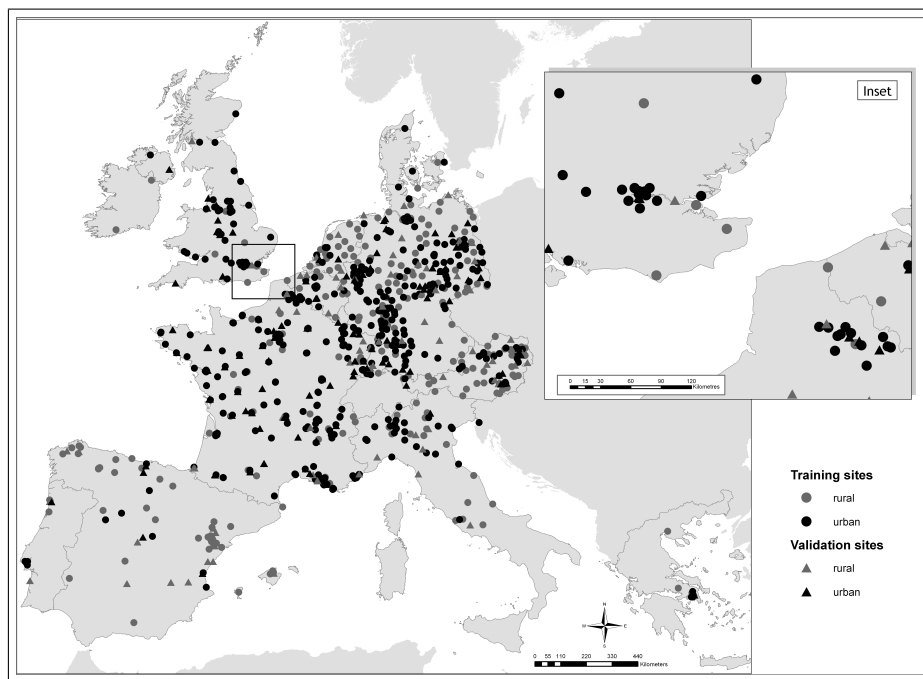 Inset
0 15 30 60 90 120
Kilometres
Training sites
rural
urban
Validation sites
rural
urban
N
W E
S
0 55 110 220 330 440
Kilometers